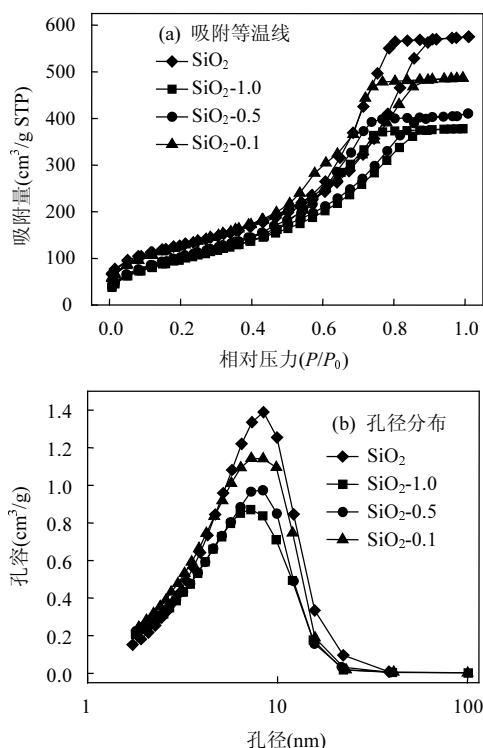 600
500
400
300
200
100
0
吸附量(cm³/g STP)
(a) 吸附等温线
SiO₂
SiO₂-1.0
SiO₂-0.5
SiO₂-0.1
0.0 0.2 0.4 0.6 0.8 1.0
相对压力(P/P₀)
1.4
1.2
1.0
0.8
0.6
0.4
0.2
0.0
孔容(cm³/g)
(b) 孔径分布
SiO₂
SiO₂-1.0
SiO₂-0.5
SiO₂-0.1
1 10 100
孔径(nm)